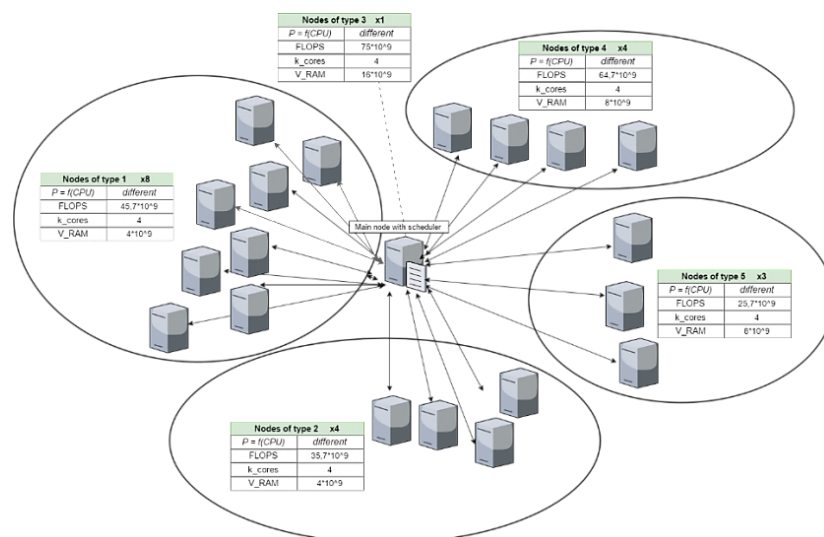 Nodes of type 3 x1
P = f(CPU) different
FLOPS 75*10^9
k_cores 4
V_RAM 16*10^9
Nodes of type 4 x4
P = f(CPU) different
FLOPS 64,7*10^9
k_cores 4
V_RAM 8*10^9
Nodes of type 1 x8
P = f(CPU) different
FLOPS 45,7*10^9
k_cores 4
V_RAM 4*10^9
Main node with scheduler
Nodes of type 5 x3
P = f(CPU) different
FLOPS 25,7*10^9
k_cores 4
V_RAM 8*10^9
Nodes of type 2 x4
P = f(CPU) different
FLOPS 35,7*10^9
k_cores 4
V_RAM 4*10^9